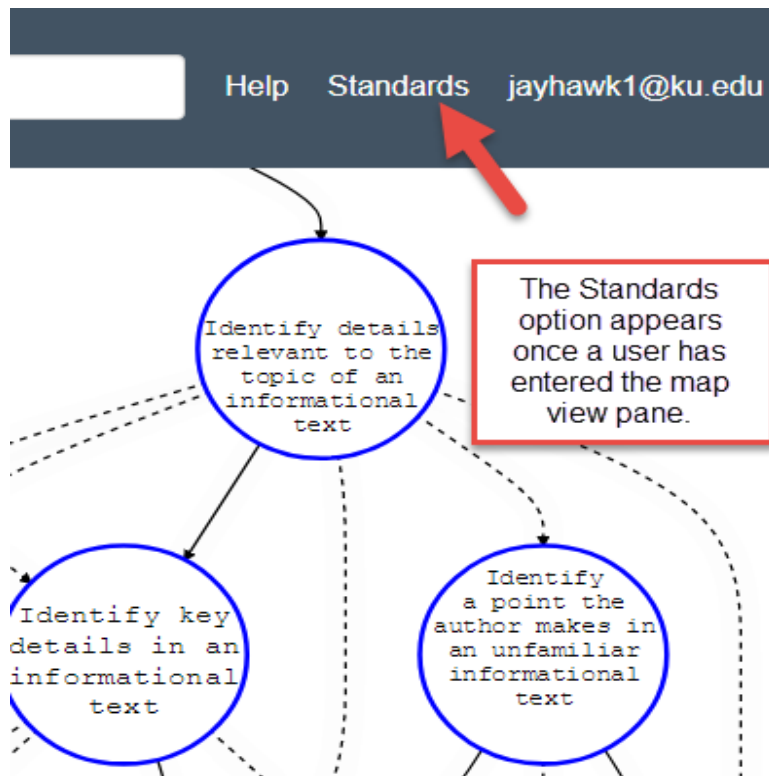 Help Standards jayhawk1@ku.edu
The Standards
option appears
once a user has
entered the map
view pane.
Identify details
relevant to the
topic of an
informational
text
Identify key
details in an
informational
text
Identify
a point the
author makes in
an unfamiliar
informational
text